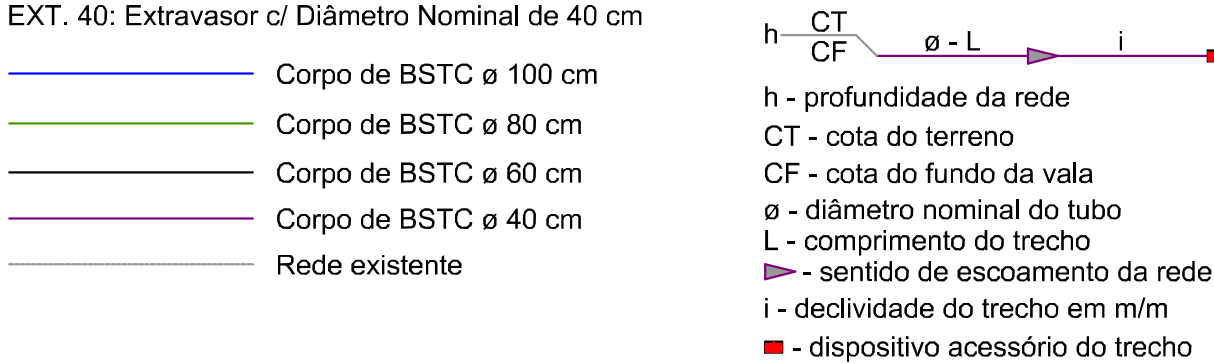 EXT. 40: Extravasor c/ Diâmetro Nominal de 40 cm
Corpo de BSTC ø 100 cm
Corpo de BSTC ø 80 cm
Corpo de BSTC ø 60 cm
Corpo de BSTC ø 40 cm
Rede existente
h CT
CF ø - L i
h - profundidade da rede
CT - cota do terreno
CF - cota do fundo da vala
ø - diâmetro nominal do tubo
L - comprimento do trecho
- sentido de escoamento da rede
i - declividade do trecho em m/m
- dispositivo acessório do trecho